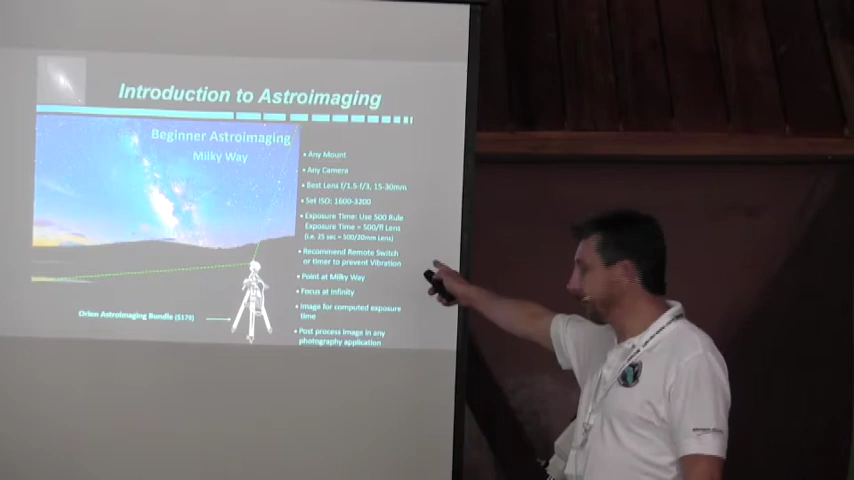 Introduction to Astroimaging
Beginner Astroimaging
Milky Way
Orion Astroimaging Bundle ($179)
• Any Mount
• Any Camera
• Best Lens f/1.5-f/3, 15-30mm
• Set ISO: 1600-3200
• Exposure Time: Use 500 Rule
Exposure Time = 500/fl Lens
(i.e. 25 sec = 500/20mm Lens)
• Recommend Remote Switch
or timer to prevent Vibration
• Point at Milky Way
• Focus at Infinity
• Image for computed exposure
time
• Post process image in any
photography application